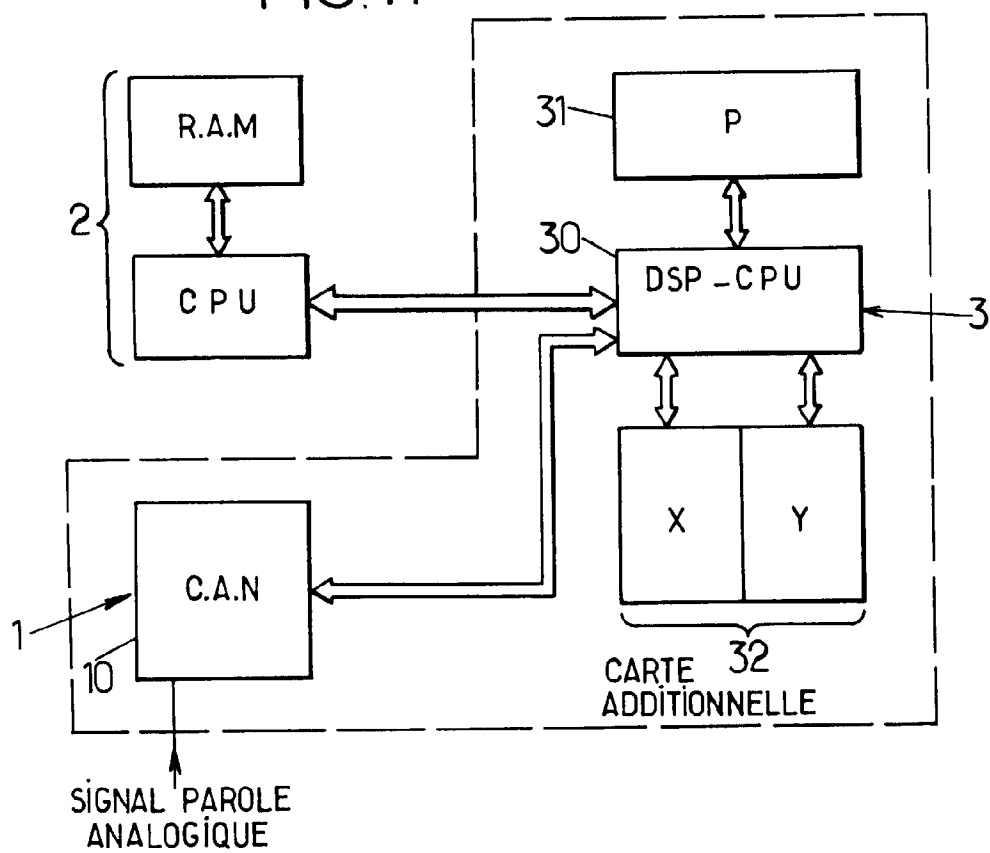 R.A.M
31
P
2
30
CPU
DSP-CPU
3
X
Y
C.A.N
1
10
32
CARTE
ADDITIONNELLE
SIGNAL PAROLE
ANALOGIQUE